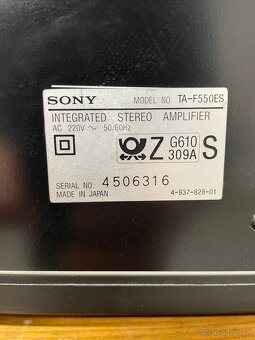 SONY MODEL NO. TA-F550ES
INTEGRATED STEREO AMPLIFIER
AC 220V ~ 50/60Hz
Z G610 309A S
SERIAL NO. 4506316
MADE IN JAPAN 4-937-828-01